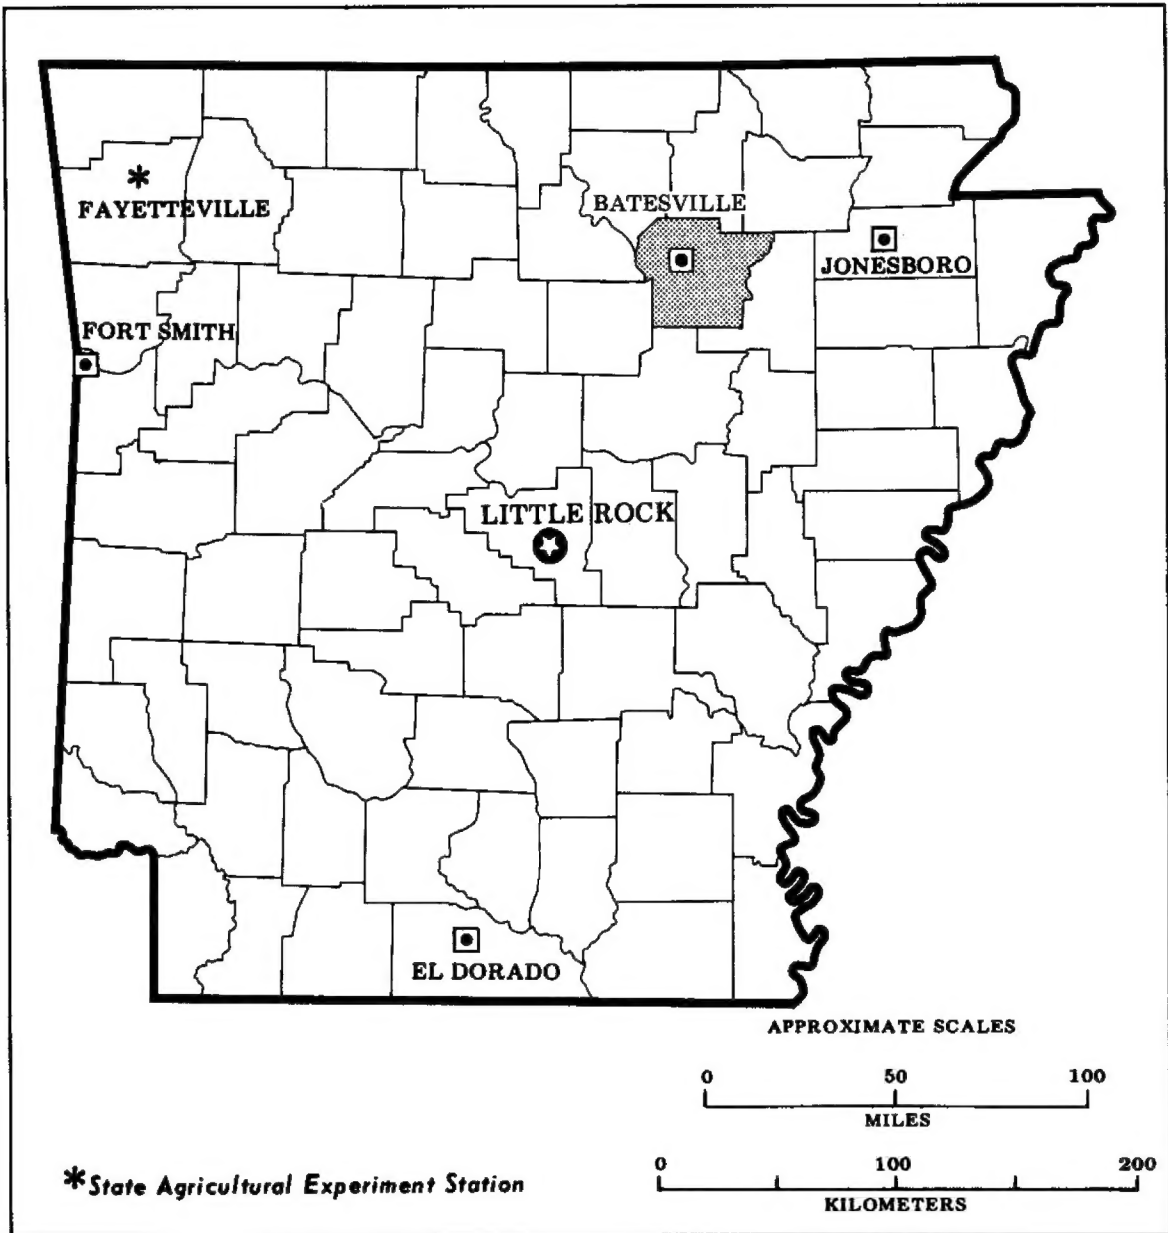 BATESVILLE
FAYETTEVILLE
JONESBORO
FORT SMITH
LITTLE ROCK
EL DORADO
APPROXIMATE SCALES
0 50 100
MILES
0 100 200
KILOMETERS
*State Agricultural Experiment Station